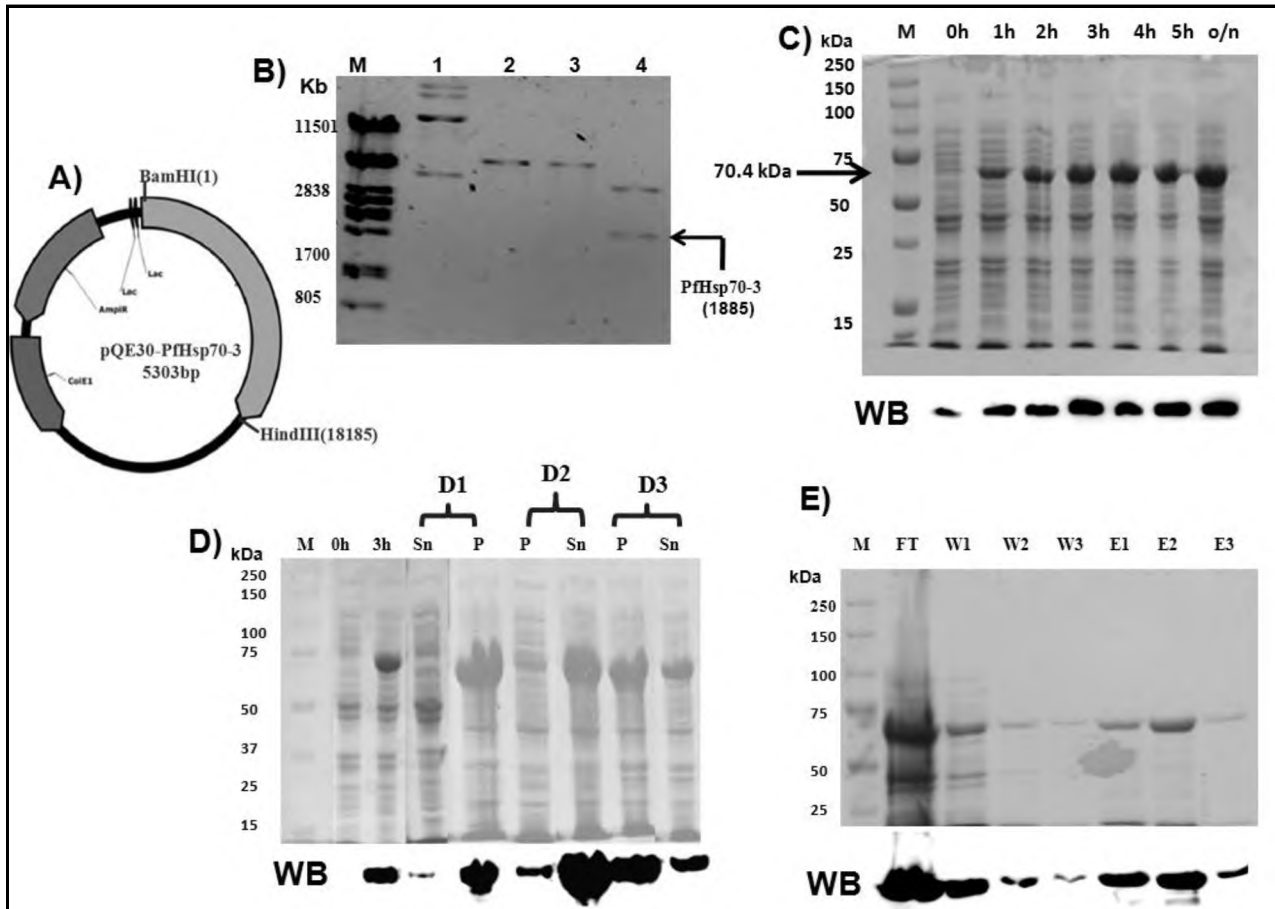 A)
BamHI(1)
Lac
Lac
AmpiR
pQE30-PfHsp70-3
5303bp
ColE1
HindIII(18185)
B)
M 1 2 3 4
Kb
11501
2838
1700
805
PfHsp70-3
(1885)
C)
kDa
M 0h 1h 2h 3h 4h 5h o/n
250
150
100
75
70.4 kDa
50
25
15
WB
D)
D1 D2 D3
kDa
M 0h 3h Sn P P Sn P Sn
250
150
100
75
50
37
25
15
WB
E)
M FT W1 W2 W3 E1 E2 E3
kDa
250
150
100
75
50
25
WB